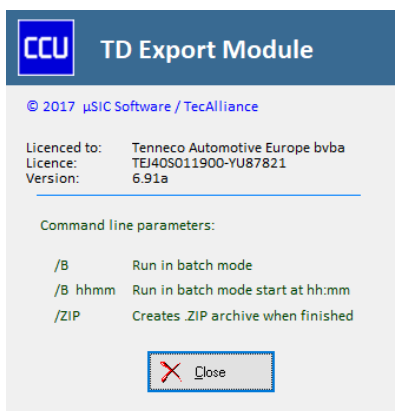 CCU TD Export Module
© 2017 µSIC Software / TecAlliance
Licenced to: Tenneco Automotive Europe bvba
Licence: TEJ40S011900-YU87821
Version: 6.91a
Command line parameters:
/B Run in batch mode
/B hhmm Run in batch mode start at hh:mm
/ZIP Creates .ZIP archive when finished
Close